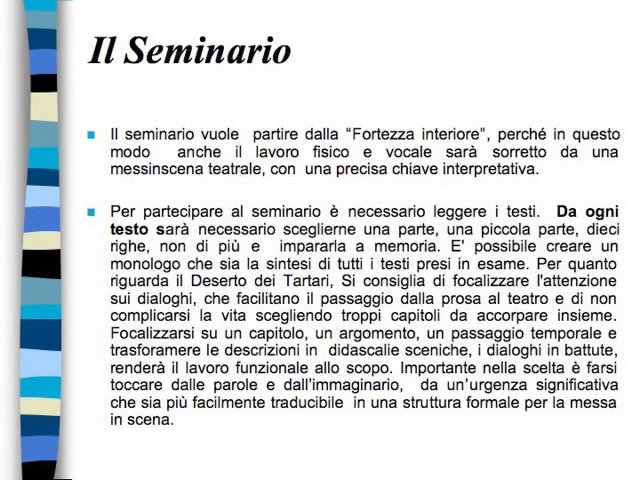 Il Seminario
Il seminario vuole partire dalla “Fortezza interiore”, perché in questo
modo anche il lavoro fisico e vocale sarà sorretto da una
messinscena teatrale, con una precisa chiave interpretativa.
Per partecipare al seminario è necessario leggere i testi. Da ogni
testo sarà necessario sceglierne una parte, una piccola parte, dieci
righe, non di più e impararla a memoria. E' possibile creare un
monologo che sia la sintesi di tutti i testi presi in esame. Per quanto
riguarda il Deserto dei Tartari, Si consiglia di focalizzare l'attenzione
sui dialoghi, che facilitano il passaggio dalla prosa al teatro e di non
complicarsi la vita scegliendo troppi capitoli da accorpare insieme.
Focalizzarsi su un capitolo, un argomento, un passaggio temporale e
trasforamere le descrizioni in didascalie sceniche, i dialoghi in battute,
renderà il lavoro funzionale allo scopo. Importante nella scelta è farsi
toccare dalle parole e dall’immaginario, da un’urgenza significativa
che sia più facilmente traducibile in una struttura formale per la messa
in scena.